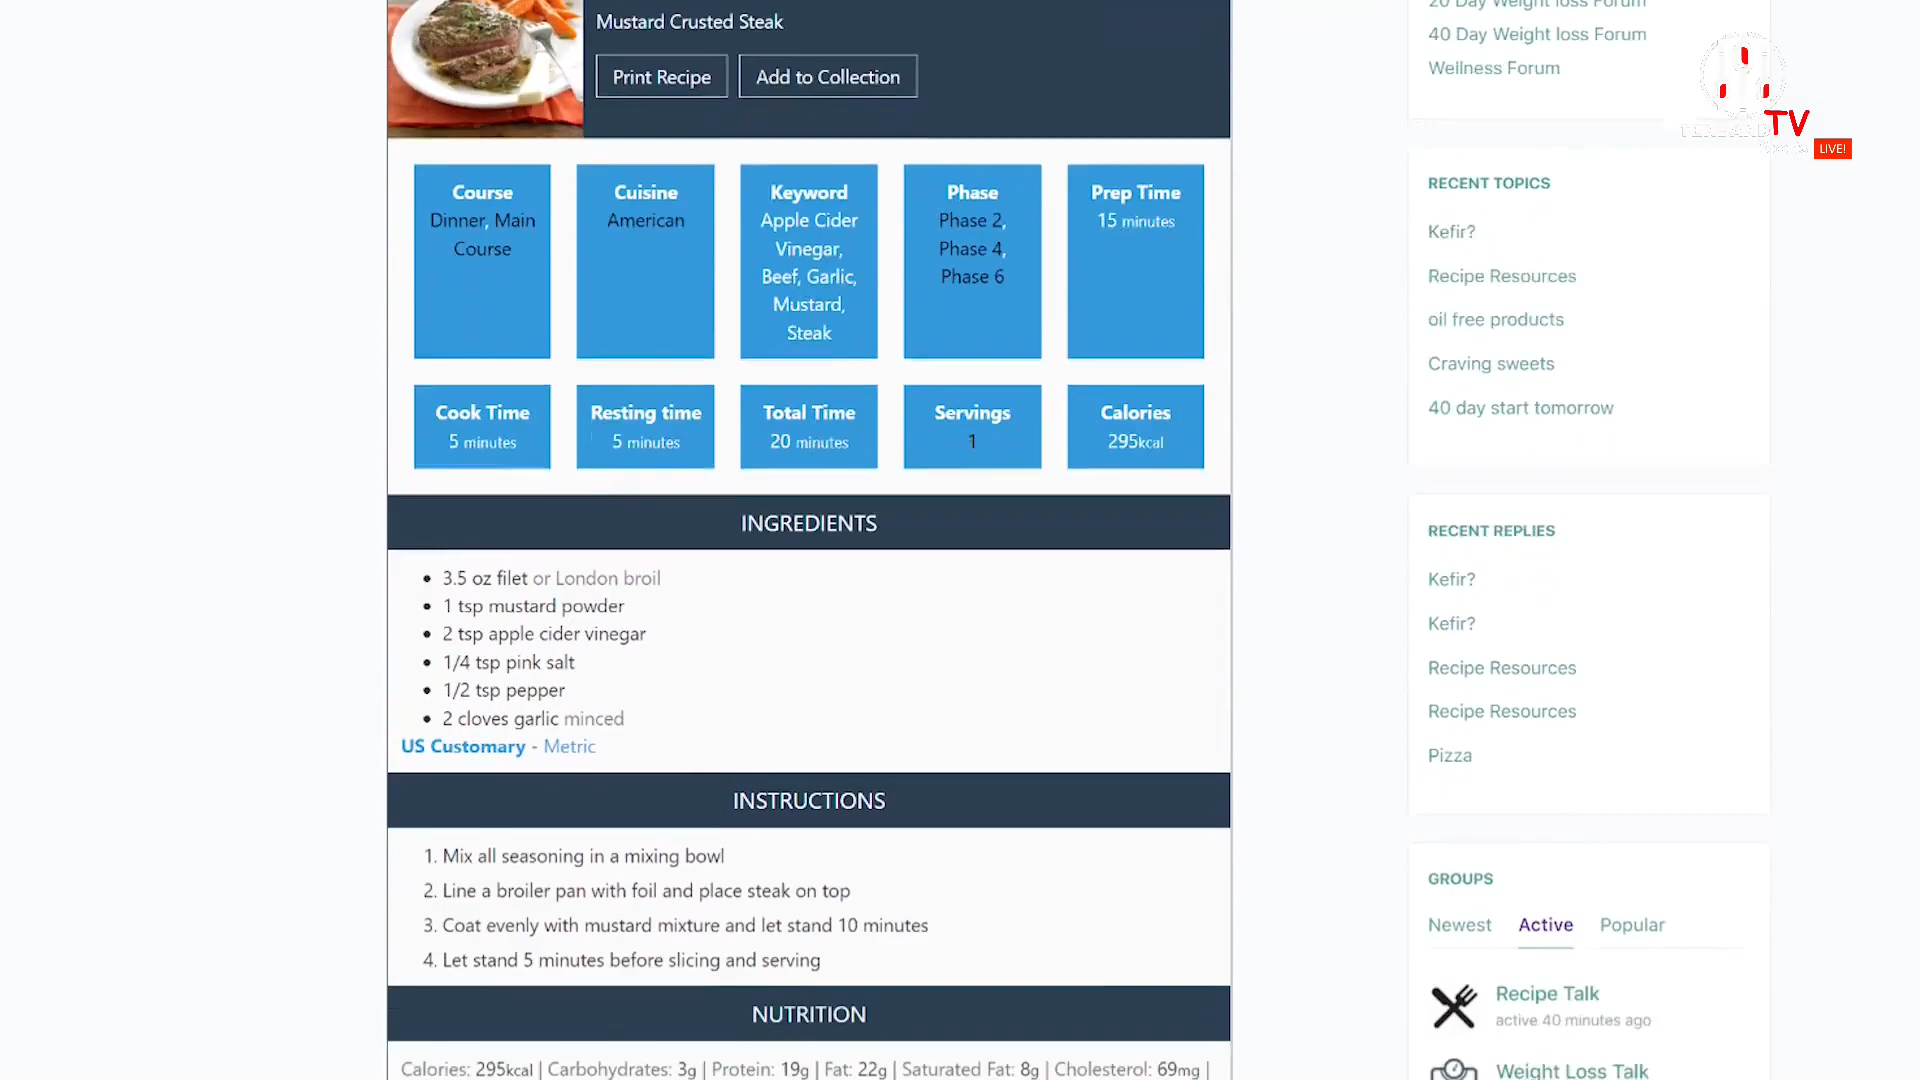 Mustard Crusted Steak
Print Recipe
Add to Collection
Course
Dinner, Main
Course
Cuisine
American
Keyword
Apple Cider
Vinegar,
Beef, Garlic,
Mustard,
Steak
Phase
Phase 2,
Phase 4,
Phase 6
Prep Time
15 minutes
Cook Time
5 minutes
Resting time
5 minutes
Total Time
20 minutes
Servings
1
Calories
295kcal
INGREDIENTS
3.5 oz filet or London broil
1 tsp mustard powder
2 tsp apple cider vinegar
1/4 tsp pink salt
1/2 tsp pepper
2 cloves garlic minced
US Customary - Metric
INSTRUCTIONS
1. Mix all seasoning in a mixing bowl
2. Line a broiler pan with foil and place steak on top
3. Coat evenly with mustard mixture and let stand 10 minutes
4. Let stand 5 minutes before slicing and serving
NUTRITION
Calories: 295kcal | Carbohydrates: 3g | Protein: 19g | Fat: 22g | Saturated Fat: 8g | Cholesterol: 69mg |
20 Day Weight loss Forum
40 Day Weight loss Forum
Wellness Forum
TV
LIVE!
RECENT TOPICS
Kefir?
Recipe Resources
oil free products
Craving sweets
40 day start tomorrow
RECENT REPLIES
Kefir?
Kefir?
Recipe Resources
Recipe Resources
Pizza
GROUPS
Newest Active Popular
Recipe Talk
active 40 minutes ago
Weight Loss Talk